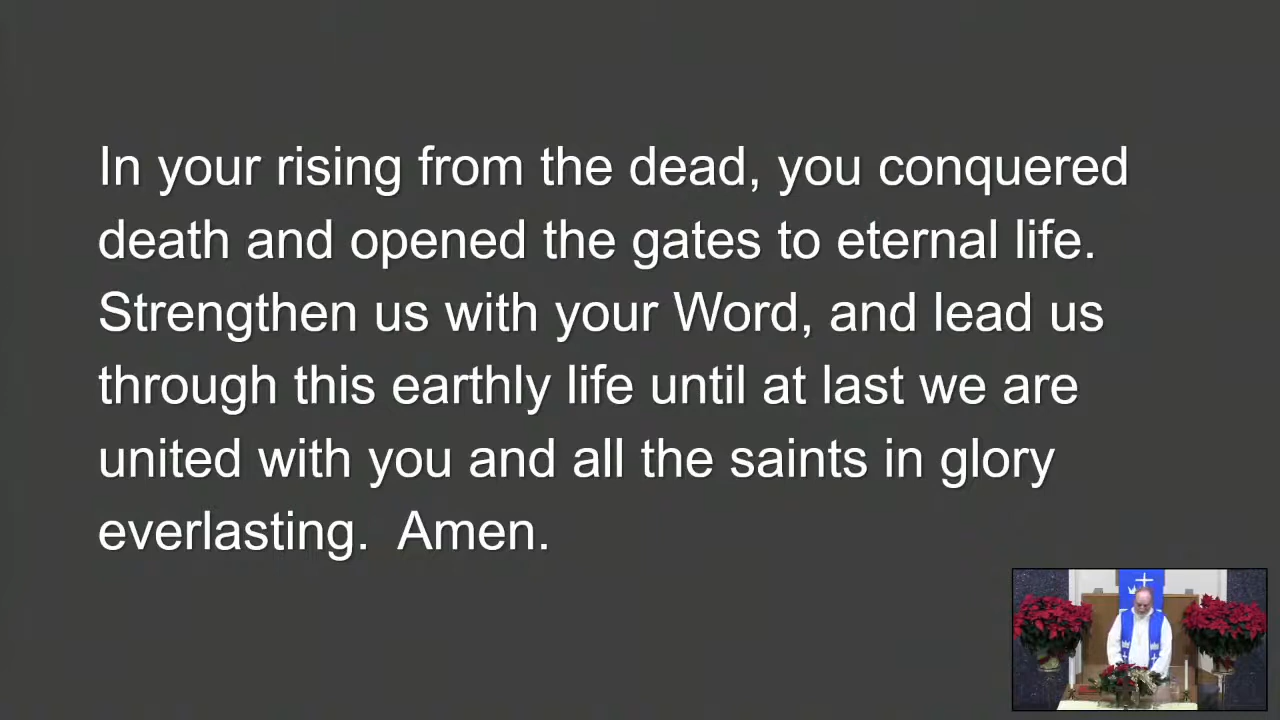 In your rising from the dead, you conquered
death and opened the gates to eternal life.
Strengthen us with your Word, and lead us
through this earthly life until at last we are
united with you and all the saints in glory
everlasting.  Amen.